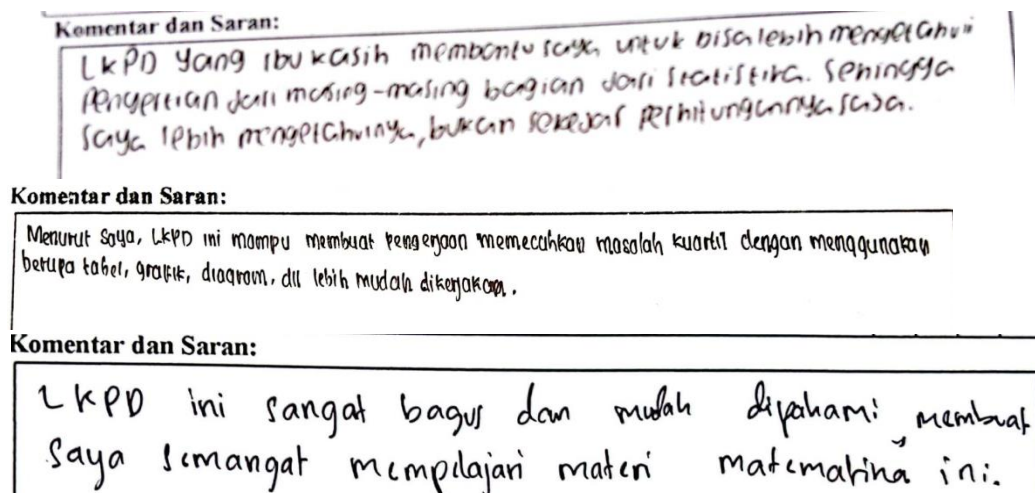 Komentar dan Saran:
LKPD yang ibu kasih membantu saya untuk bisa lebih mengetahui
pengertian dari masing-masing bagian dari statistika. Sehingga
saya lebih mengetahuinya, bukan sekejar perhitungannya saja.
Komentar dan Saran:
Menurut saya, LKPD ini mampu membuat pengerjaan memecahkan masalah kuartil dengan menggunakan
berupa tabel, grafik, diagram, dll lebih mudah dikerjakan.
Komentar dan Saran:
LKPD ini sangat bagus dan mudah dipahami, membuat
saya semangat mempelajari materi matematika ini.